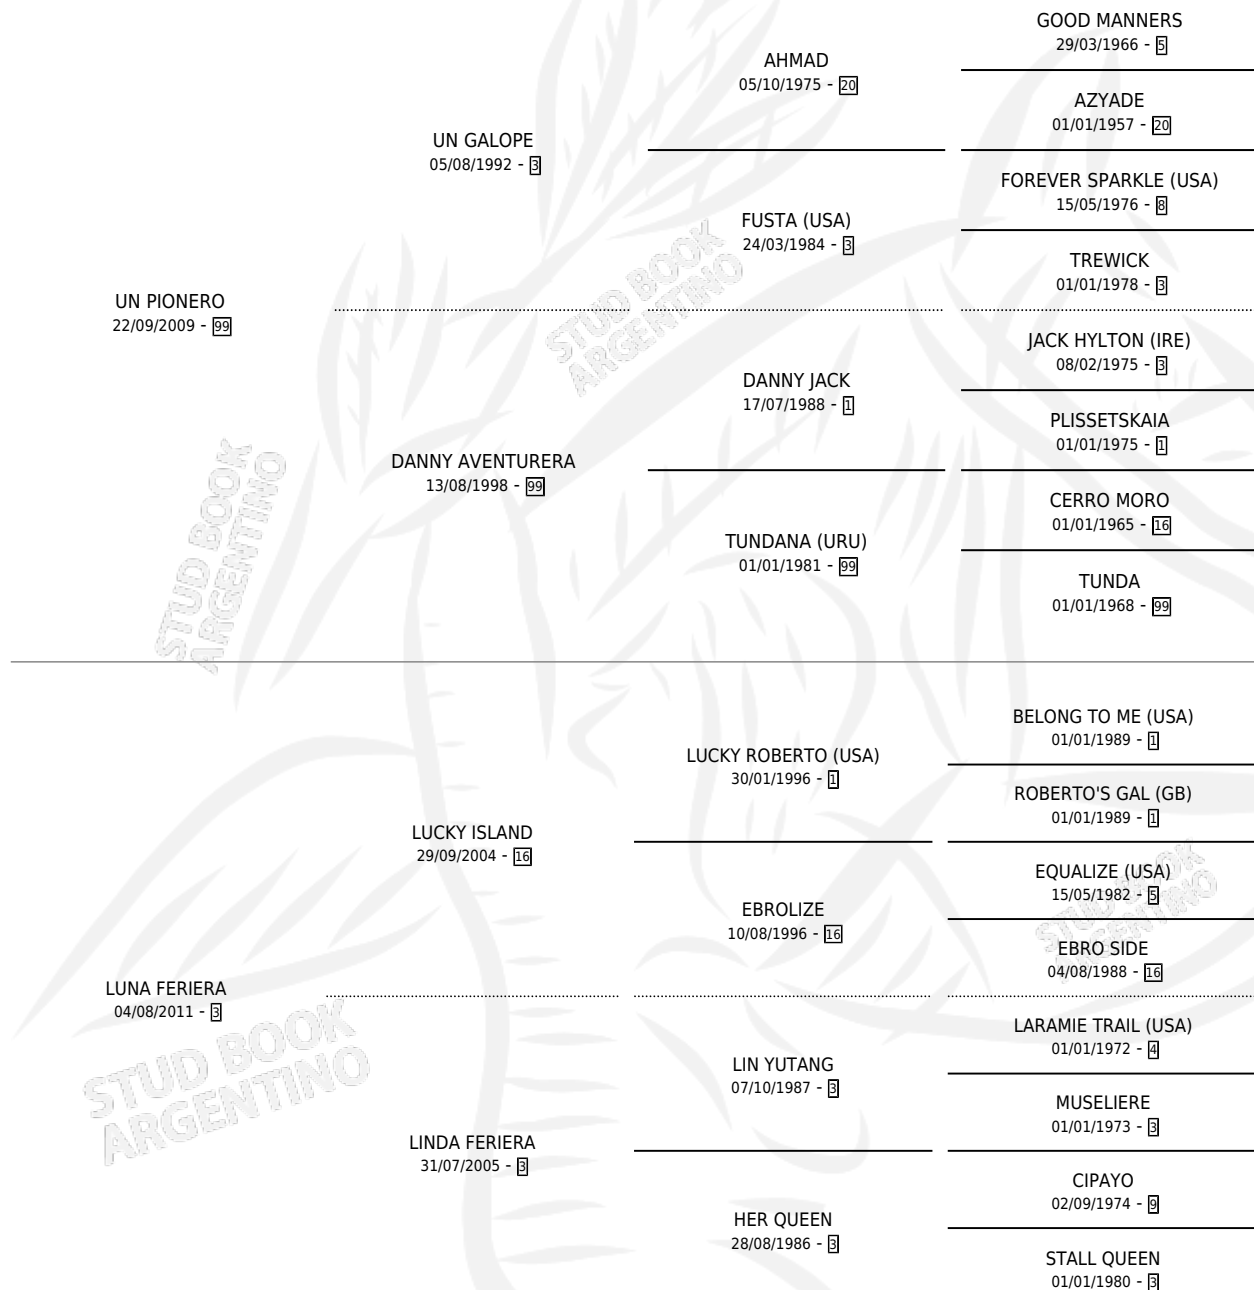 GOOD MANNERS
29/03/1966 - 5
AHMAD
05/10/1975 - 20
AZYADE
01/01/1957 - 20
UN GALOPE
05/08/1992 - 3
FOREVER SPARKLE (USA)
15/05/1976 - 8
FUSTA (USA)
24/03/1984 - 3
TREWICK
01/01/1978 - 3
UN PIONERO
22/09/2009 - 99
JACK HYLTON (IRE)
08/02/1975 - 3
DANNY JACK
17/07/1988 - 1
PLISSETSKAIA
01/01/1975 - 1
DANNY AVENTURERA
13/08/1998 - 99
CERRO MORO
01/01/1965 - 16
TUNDANA (URU)
01/01/1981 - 99
TUNDA
01/01/1968 - 99
BELONG TO ME (USA)
01/01/1989 - 1
LUCKY ROBERTO (USA)
30/01/1996 - 1
ROBERTO'S GAL (GB)
01/01/1989 - 1
LUCKY ISLAND
29/09/2004 - 16
EQUALIZE (USA)
15/05/1982 - 5
EBROLIZE
10/08/1996 - 16
EBRO SIDE
04/08/1988 - 16
LUNA FERIERA
04/08/2011 - 3
LARAMIE TRAIL (USA)
01/01/1972 - 4
LIN YUTANG
07/10/1987 - 3
MUSELIERE
01/01/1973 - 3
LINDA FERIERA
31/07/2005 - 3
CIPAYO
02/09/1974 - 9
HER QUEEN
28/08/1986 - 3
STALL QUEEN
01/01/1980 - 3
STUD BOOK
ARGENTINO
STUD BOOK
ARGENTINO
STUD BOOK
ARGENTINO
STUD BOOK
ARGENTINO